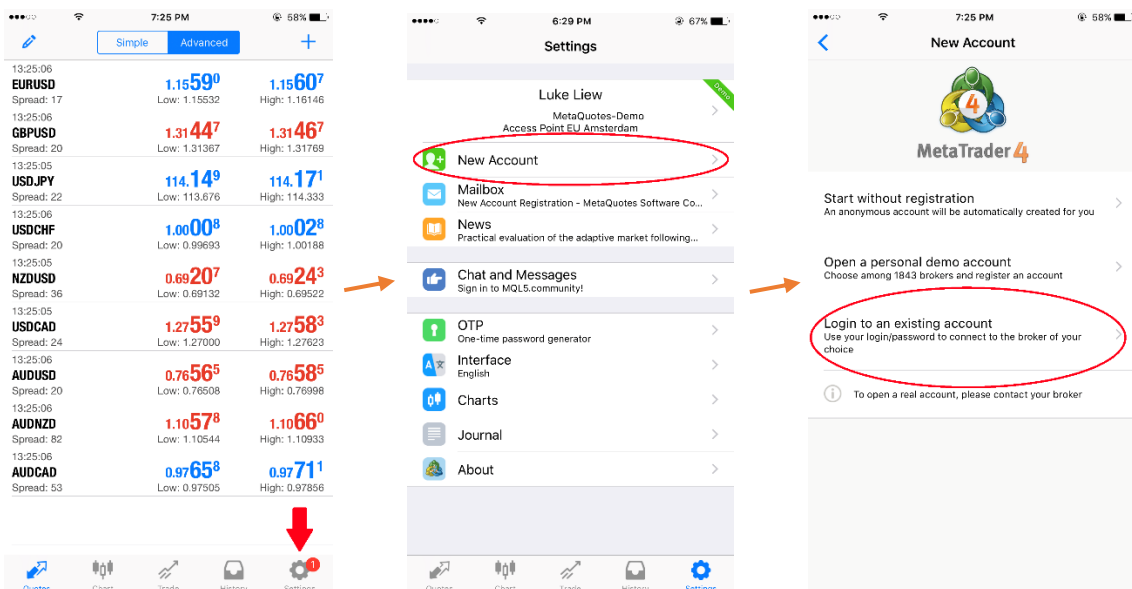 7:25 PM
58%
Simple
Advanced
13:25:06
EURUSD
1.15590
1.15607
Spread: 17
Low: 1.15532
High: 1.16146
13:25:06
GBPUSD
1.31447
1.31467
Spread: 20
Low: 1.31367
High: 1.31769
13:25:05
USDJPY
114.149
114.171
Spread: 22
Low: 113.676
High: 114.333
13:25:06
USDCHF
1.00008
1.00028
Spread: 20
Low: 0.99693
High: 1.00188
13:25:05
NZDUSD
0.69207
0.69243
Spread: 36
Low: 0.69132
High: 0.69522
13:25:05
USDCAD
1.27559
1.27583
Spread: 24
Low: 1.27000
High: 1.27623
13:25:06
AUDUSD
0.76565
0.76585
Spread: 20
Low: 0.76508
High: 0.76998
13:25:06
AUDNZD
1.10578
1.10660
Spread: 82
Low: 1.10544
High: 1.10933
13:25:06
AUDCAD
0.97658
0.97711
Spread: 53
Low: 0.97505
High: 0.97856
1
Quotes
Chart
Trade
History
Settings
6:29 PM
67%
Settings
Demo
Luke Liew
MetaQuotes-Demo
Access Point EU Amsterdam
New Account
Mailbox
New Account Registration - MetaQuotes Software Co...
News
Practical evaluation of the adaptive market following...
Chat and Messages
Sign in to MQL5.community!
OTP
One-time password generator
Interface
English
Charts
Journal
About
Quotes
Chart
Trade
History
Settings
7:25 PM
58%
New Account
4
MetaTrader 4
Start without registration
An anonymous account will be automatically created for you
Open a personal demo account
Choose among 1843 brokers and register an account
Login to an existing account
Use your login/password to connect to the broker of your
choice
To open a real account, please contact your broker